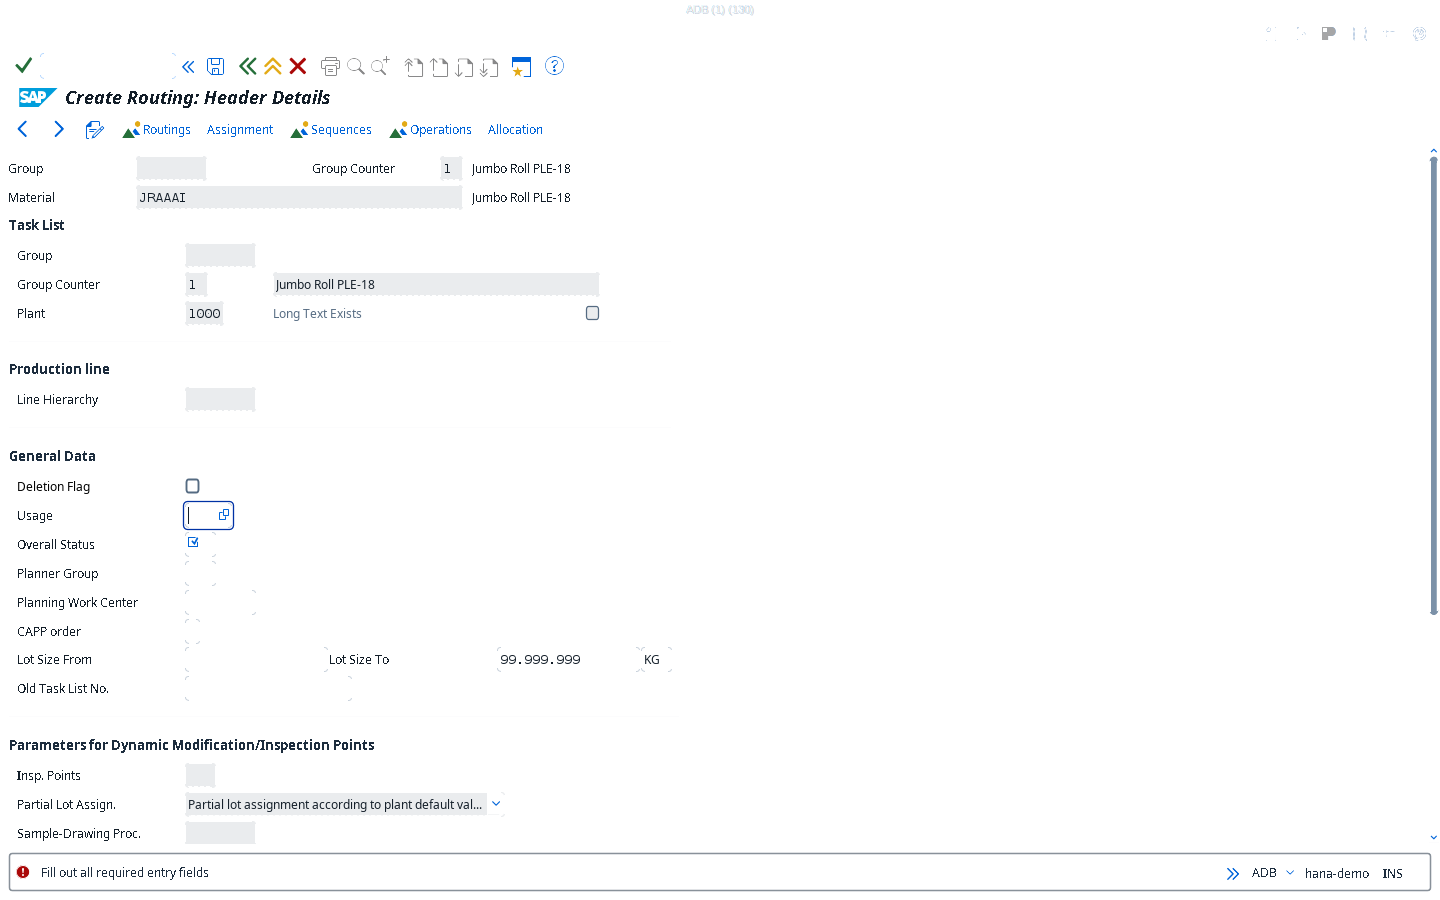 ADB (1) (130)
SAP Create Routing: Header Details
Routings Assignment Sequences Operations Allocation
Group Group Counter 1 Jumbo Roll PLE-18
Material JRAAAI Jumbo Roll PLE-18
Task List
Group
Group Counter 1 Jumbo Roll PLE-18
Plant 1000 Long Text Exists
Production line
Line Hierarchy
General Data
Deletion Flag
Usage
Overall Status
Planner Group
Planning Work Center
CAPP order
Lot Size From Lot Size To 99.999.999 KG
Old Task List No.
Parameters for Dynamic Modification/Inspection Points
Insp. Points
Partial Lot Assign. Partial lot assignment according to plant default val...
Sample-Drawing Proc.
Fill out all required entry fields ADB hana-demo INS